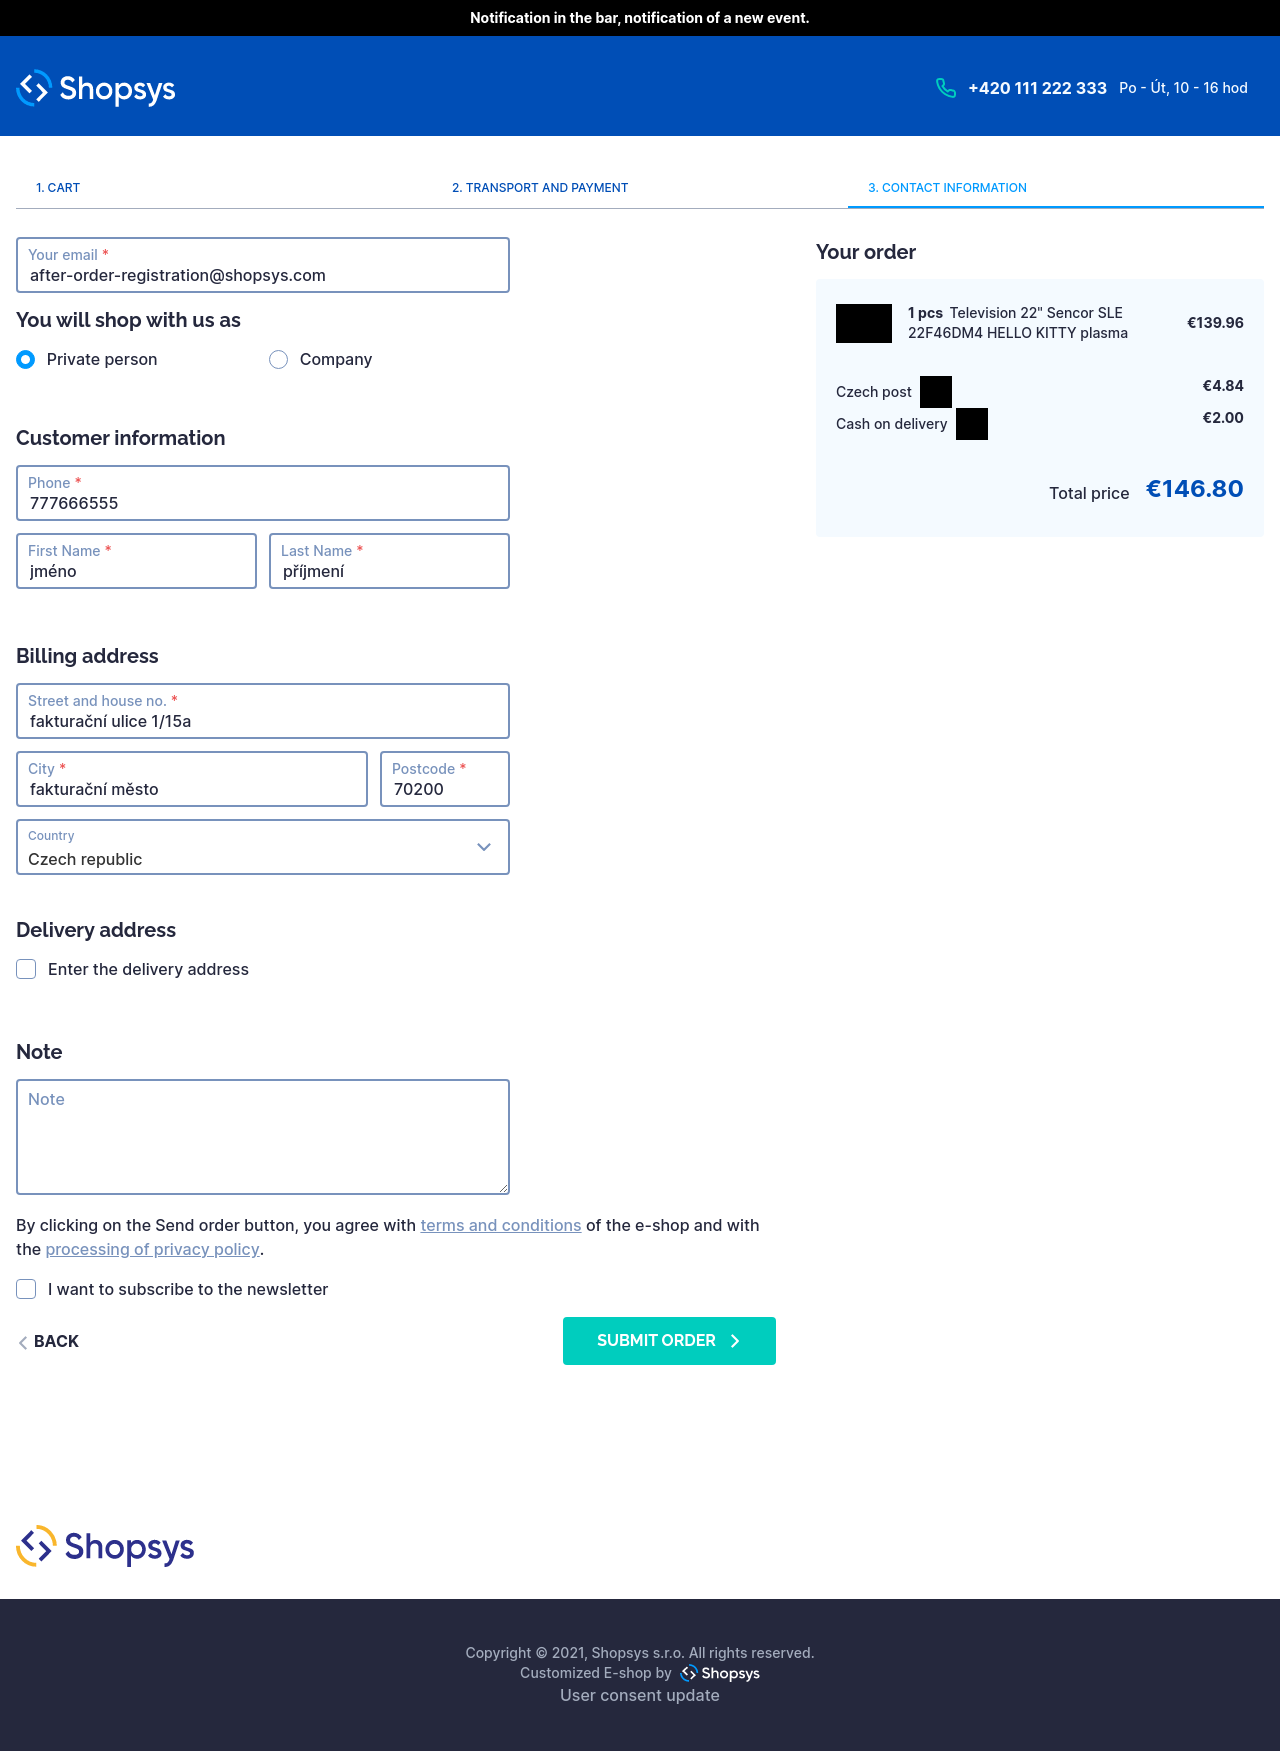 Notification in the bar, notification of a new event.
Shopsys
+420 111 222 333 Po - Út, 10 - 16 hod
1. CART
2. TRANSPORT AND PAYMENT
3. CONTACT INFORMATION
Your email *
after-order-registration@shopsys.com
You will shop with us as
Private person
Company
Customer information
Phone *
777666555
First Name *
jméno
Last Name *
příjmení
Billing address
Street and house no. *
fakturační ulice 1/15a
City *
fakturační město
Postcode *
70200
Country
Czech republic
Delivery address
Enter the delivery address
Note
Note
By clicking on the Send order button, you agree with terms and conditions of the e-shop and with
the processing of privacy policy.
I want to subscribe to the newsletter
BACK
SUBMIT ORDER
Your order
1 pcs Television 22" Sencor SLE
22F46DM4 HELLO KITTY plasma
€139.96
Czech post
€4.84
Cash on delivery
€2.00
Total price €146.80
Shopsys
Copyright © 2021, Shopsys s.r.o. All rights reserved.
Customized E-shop by Shopsys
User consent update